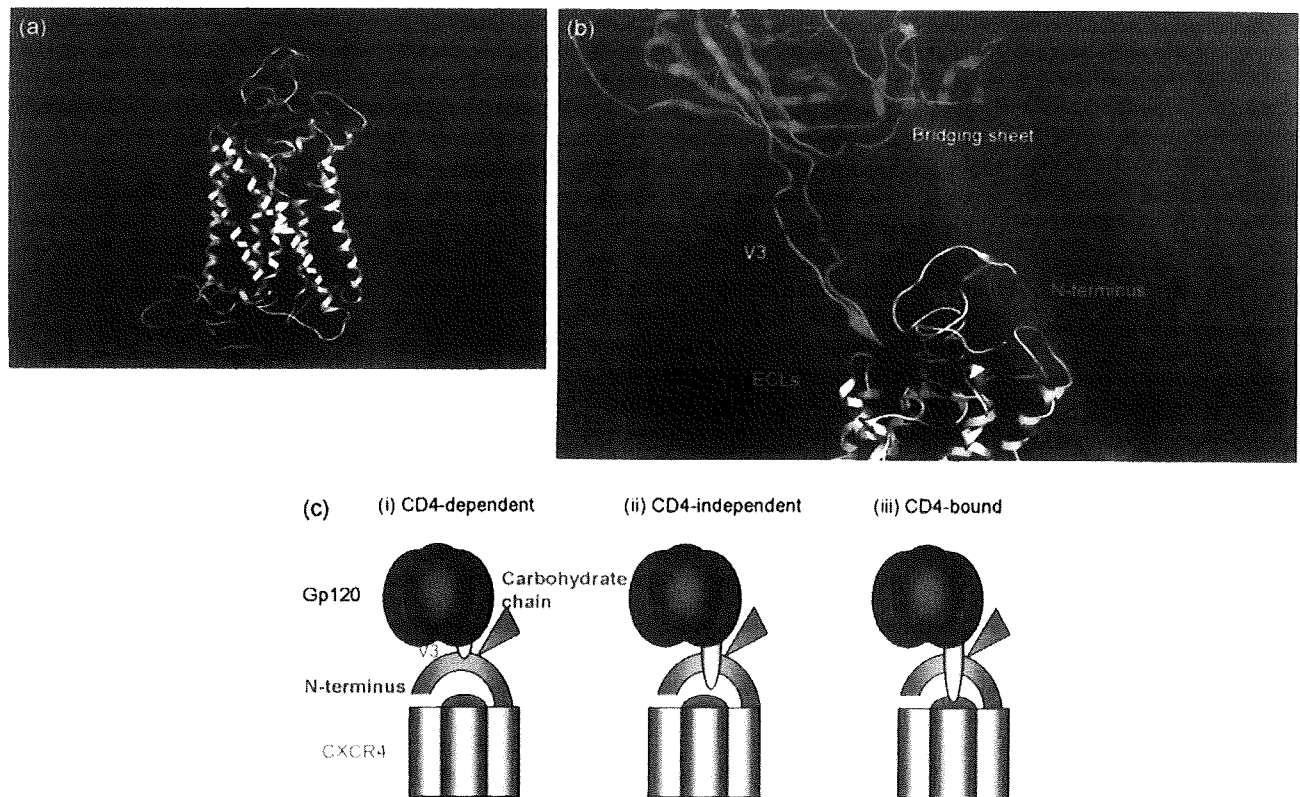 (a)
(b)
Bridging sheet
V3
N-terminus
ECLs
(c) (i) CD4-dependent (ii) CD4-independent (iii) CD4-bound
Gp120
Carbohydrate
chain
V3
N-terminus
CXCR4